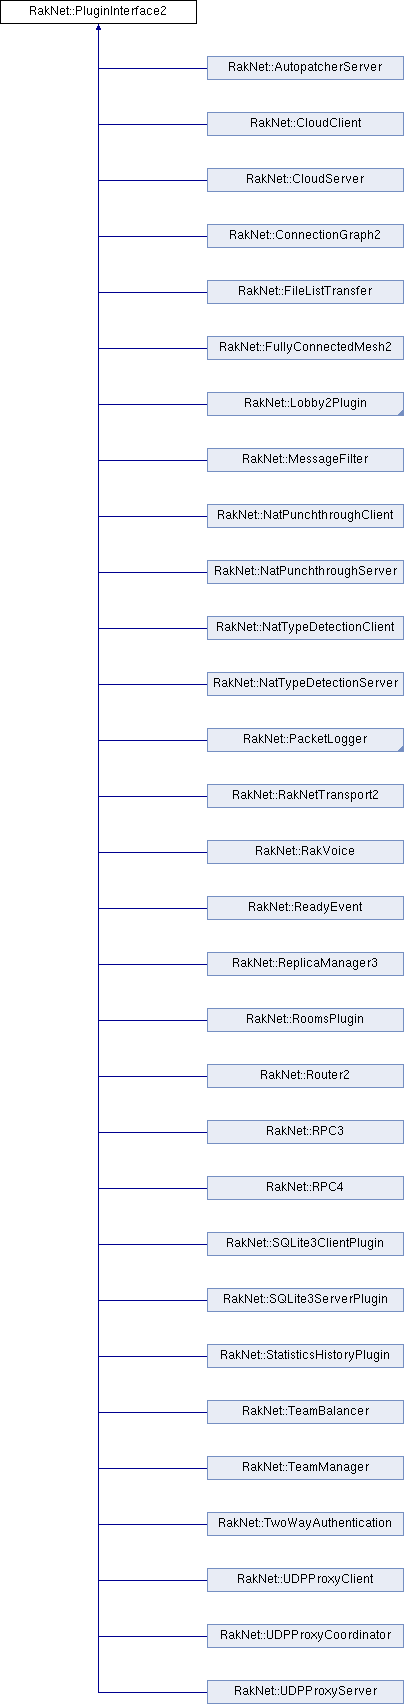 RakNet::PluginInterface2
RakNet::AutopatcherServer
RakNet::CloudClient
RakNet::CloudServer
RakNet::ConnectionGraph2
RakNet::FileListTransfer
RakNet::FullyConnectedMesh2
RakNet::Lobby2Plugin
RakNet::MessageFilter
RakNet::NatPunchthroughClient
RakNet::NatPunchthroughServer
RakNet::NatTypeDetectionClient
RakNet::NatTypeDetectionServer
RakNet::PacketLogger
RakNet::RakNetTransport2
RakNet::RakVoice
RakNet::ReadyEvent
RakNet::ReplicaManager3
RakNet::RoomsPlugin
RakNet::Router2
RakNet::RPC3
RakNet::RPC4
RakNet::SQLite3ClientPlugin
RakNet::SQLite3ServerPlugin
RakNet::StatisticsHistoryPlugin
RakNet::TeamBalancer
RakNet::TeamManager
RakNet::TwoWayAuthentication
RakNet::UDPProxyClient
RakNet::UDPProxyCoordinator
RakNet::UDPProxyServer